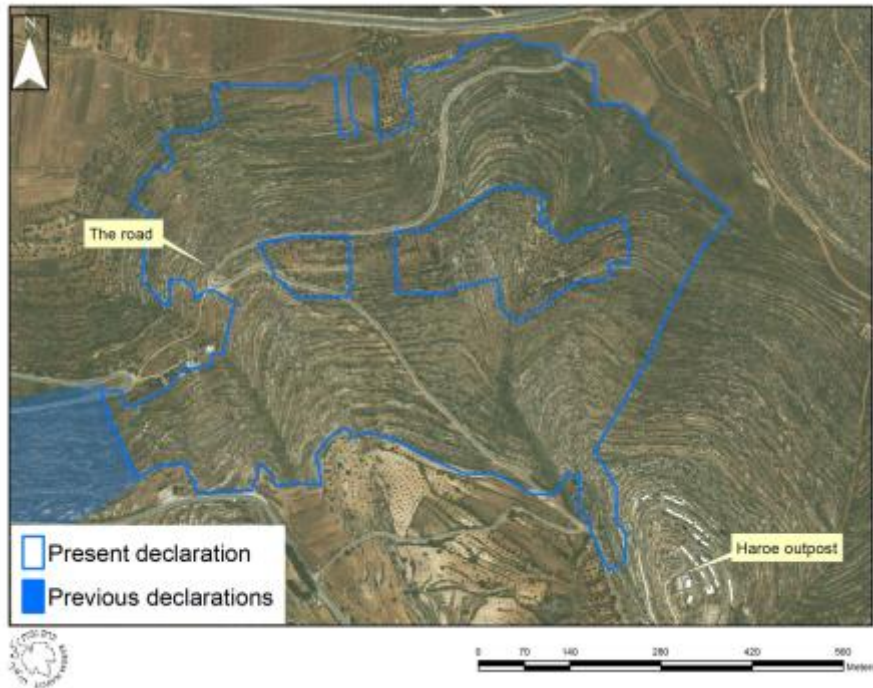 N
The road
Haroe outpost
Present declaration
Previous declarations
0 70 140 280 420 560
Meters